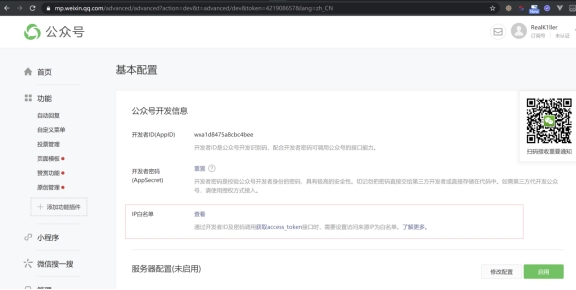 mp.weixin.qq.com/advanced/advanced?action=dev&t=advanced/dev&token=421908657&lang=zh_CN
公众号
RealK1ller
订阅号
未认证
首页
功能
自动回复
自定义菜单
投票管理
页面模板
赞赏功能
原创管理
+ 添加功能插件
小程序
微信搜一搜
管理
基本配置
公众号开发信息
开发者ID(AppID)
wxa1d8475a8cbc4bee
开发者ID是公众号开发识别码，配合开发者密码可调用公众号的接口能力。
开发者密码
(AppSecret)
重置
开发者密码是校验公众号开发者身份的密码，具有极高的安全性。切记勿把密码直接交给第三方开发者或直接存储在代码中。如需第三方代开发公众
号，请使用授权方式接入。
IP白名单
查看
通过开发者ID及密码调用获取access_token接口时，需要设置访问来源IP为白名单。了解更多。
服务器配置(未启用)
修改配置
启用
扫码接收重要通知